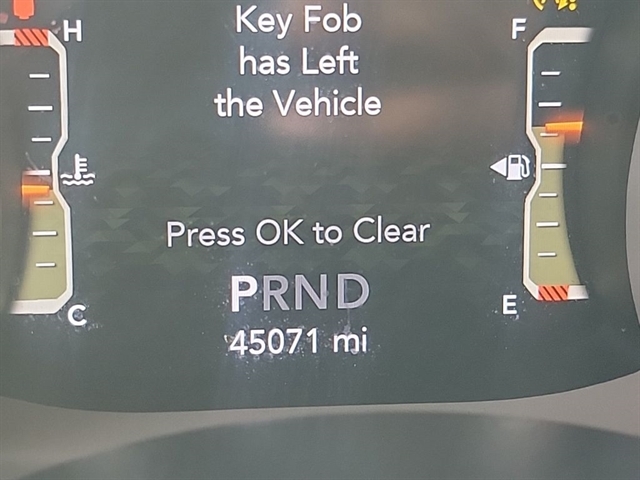 H
F
Key Fob
has Left
the Vehicle
Press OK to Clear
PRND
C
E
45071 mi